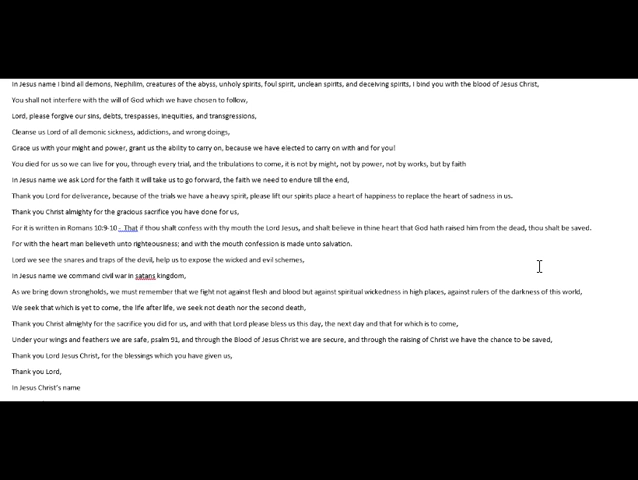 In Jesus name I bind all demons, Nephilim, creatures of the abyss, unholy spirits, foul spirit, unclean spirits, and deceiving spirits, I bind you with the blood of Jesus Christ,
You shall not interfere with the will of God which we have chosen to follow,
Lord, please forgive our sins, debts, trespasses, inequities, and transgressions,
Cleanse us Lord of all demonic sickness, addictions, and wrong doings,
Grace us with your might and power, grant us the ability to carry on, because we have elected to carry on with and for you!
You died for us so we can live for you, through every trial, and the tribulations to come, it is not by might, not by power, not by works, but by faith
In Jesus name we ask Lord for the faith it will take us to go forward, the faith we need to endure till the end,
Thank you Lord for deliverance, because of the trials we have a heavy spirit, please lift our spirits place a heart of happiness to replace the heart of sadness in us.
Thank you Christ almighty for the gracious sacrifice you have done for us,
For it is written in Romans 10:9-10 - That if thou shall confess with thy mouth the Lord Jesus, and shalt believe in thine heart that God hath raised him from the dead, thou shalt be saved.
For with the heart man believeth unto righteousness; and with the mouth confession is made unto salvation.
Lord we see the snares and traps of the devil, help us to expose the wicked and evil schemes,
In Jesus name we command civil war in satans kingdom,
As we bring down strongholds, we must remember that we fight not against flesh and blood but against spiritual wickedness in high places, against rulers of the darkness of this world,
We seek that which is yet to come, the life after life, we seek not death nor the second death,
Thank you Christ almighty for the sacrifice you did for us, and with that Lord please bless us this day, the next day and that for which is to come,
Under your wings and feathers we are safe, psalm 91, and through the Blood of Jesus Christ we are secure, and through the raising of Christ we have the chance to be saved,
Thank you Lord Jesus Christ, for the blessings which you have given us,
Thank you Lord,
In Jesus Christ's name